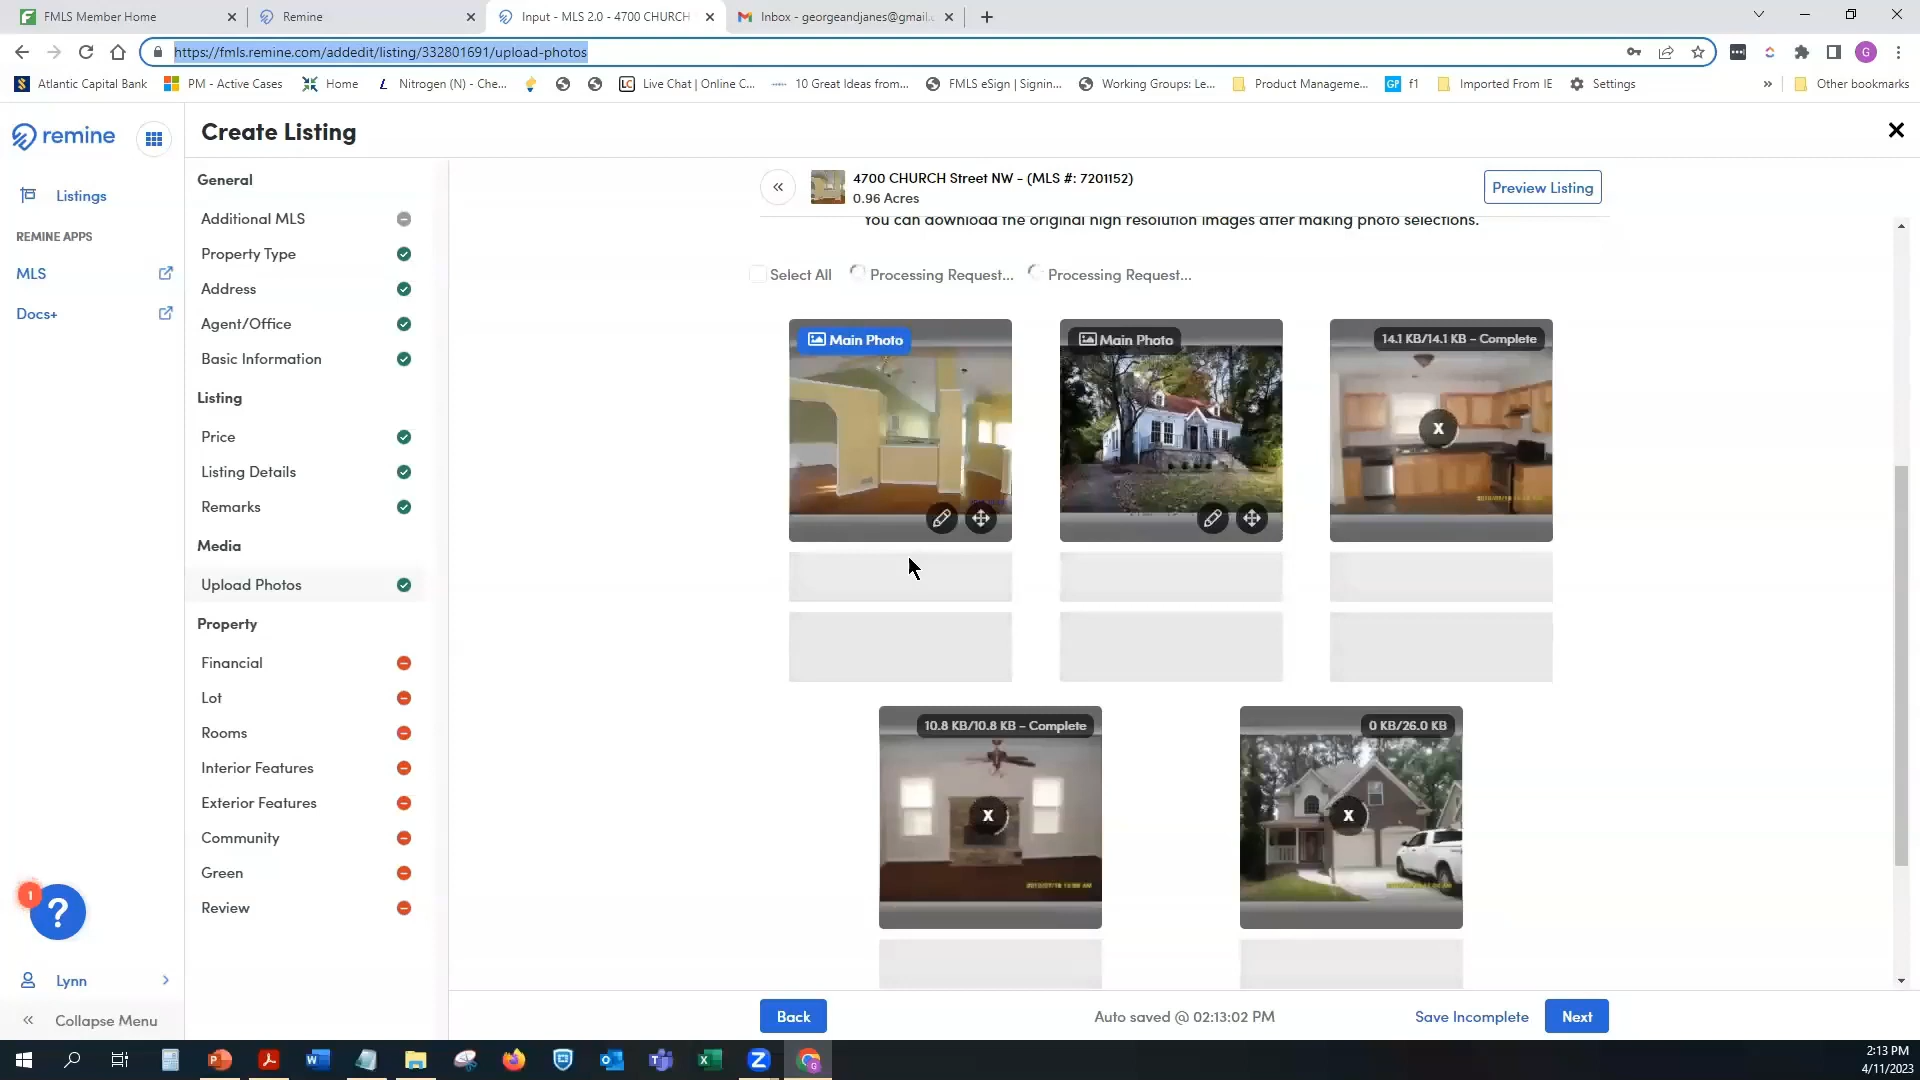 FMLS Member Home
Remine
Input - MLS 2.0 - 4700 CHURCH
Inbox - georgeandjanes@gmail.c
https://fmls.remine.com/addedit/listing/332801691/upload-photos
G
Atlantic Capital Bank
PM - Active Cases
Home
Nitrogen (N) - Che...
Live Chat | Online C...
10 Great Ideas from...
FMLS eSign | Signin...
Working Groups: Le...
Product Manageme...
f1
Imported From IE
Settings
Other bookmarks
remine
Create Listing
Listings
REMINE APPS
MLS
Docs+
General
Additional MLS
Property Type
Address
Agent/Office
Basic Information
Listing
Price
Listing Details
Remarks
Media
Upload Photos
Property
Financial
Lot
Rooms
Interior Features
Exterior Features
Community
Green
Review
4700 CHURCH Street NW - (MLS #: 7201152)
0.96 Acres
Preview Listing
You can download the original high resolution images after making photo selections.
Select All
Processing Request...
Processing Request...
Main Photo
Main Photo
14.1 KB/14.1 KB – Complete
X
10.8 KB/10.8 KB – Complete
X
0 KB/26.0 KB
X
1
?
Lynn
Collapse Menu
Back
Auto saved @ 02:13:02 PM
Save Incomplete
Next
2:13 PM
4/11/2023